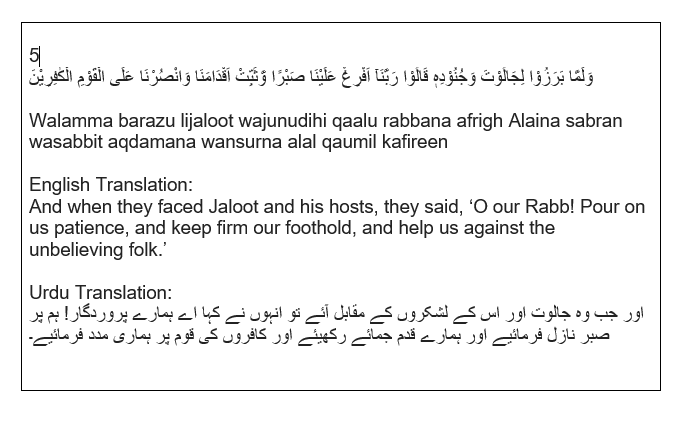 5
وَلَمَّا بَرَزُوْا لِجَالُوْتَ وَجُنُوْدِهٖ قَالُوْا رَبَّنَآ اَفْرِغْ عَلَيْنَا صَبْرًا وَّثَبِّتْ اَقْدَامَنَا وَانْصُرْنَا عَلَى الْقَوْمِ الْكٰفِرِيْنَ
Walamma barazu lijaloot wajunudihi qaalu rabbana afrigh Alaina sabran
wasabbit aqdamana wansurna alal qaumil kafireen
English Translation:
And when they faced Jaloot and his hosts, they said, ‘O our Rabb! Pour on
us patience, and keep firm our foothold, and help us against the
unbelieving folk.’
Urdu Translation:
اور جب وہ جالوت اور اس کے لشکروں کے مقابل آئے تو انہوں نے کہا اے ہمارے پروردگار! ہم پر
صبر نازل فرمائیے اور ہمارے قدم جمائے رکھیئے اور کافروں کی قوم پر ہماری مدد فرمائیے۔